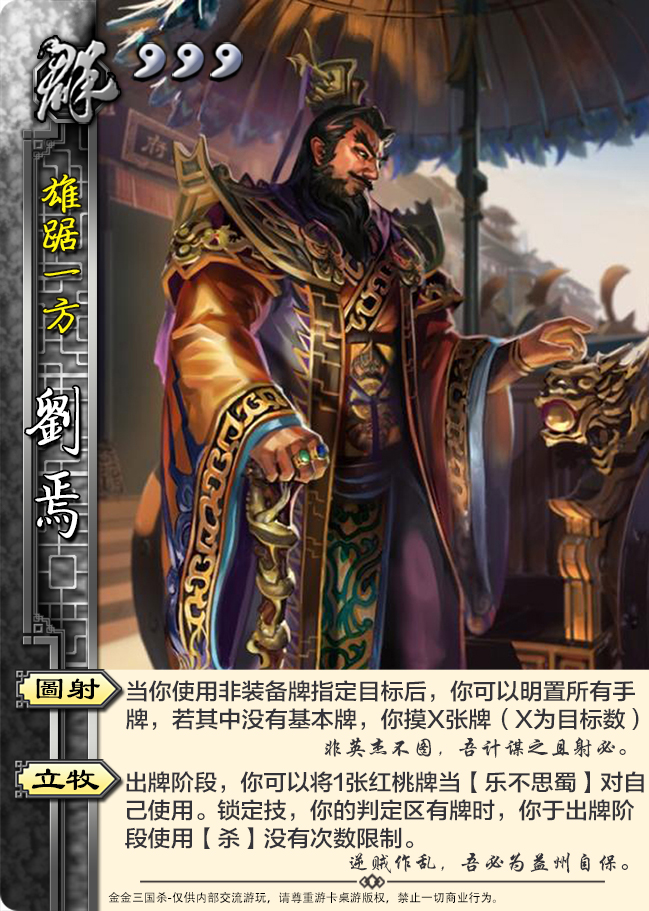 群
雄踞一方
劉焉
府
圖射
当你使用非装备牌指定目标后，你可以明置所有手
牌，若其中没有基本牌，你摸X张牌（X为目标数）
非英杰不图，吾计谋之且射必。
立牧
出牌阶段，你可以将1张红桃牌当【乐不思蜀】对自
己使用。锁定技，你的判定区有牌时，你于出牌阶
段使用【杀】没有次数限制。
逆贼作乱，吾必为益州自保。
金金三国杀-仅供内部交流游玩，请尊重游卡桌游版权，禁止一切商业行为。